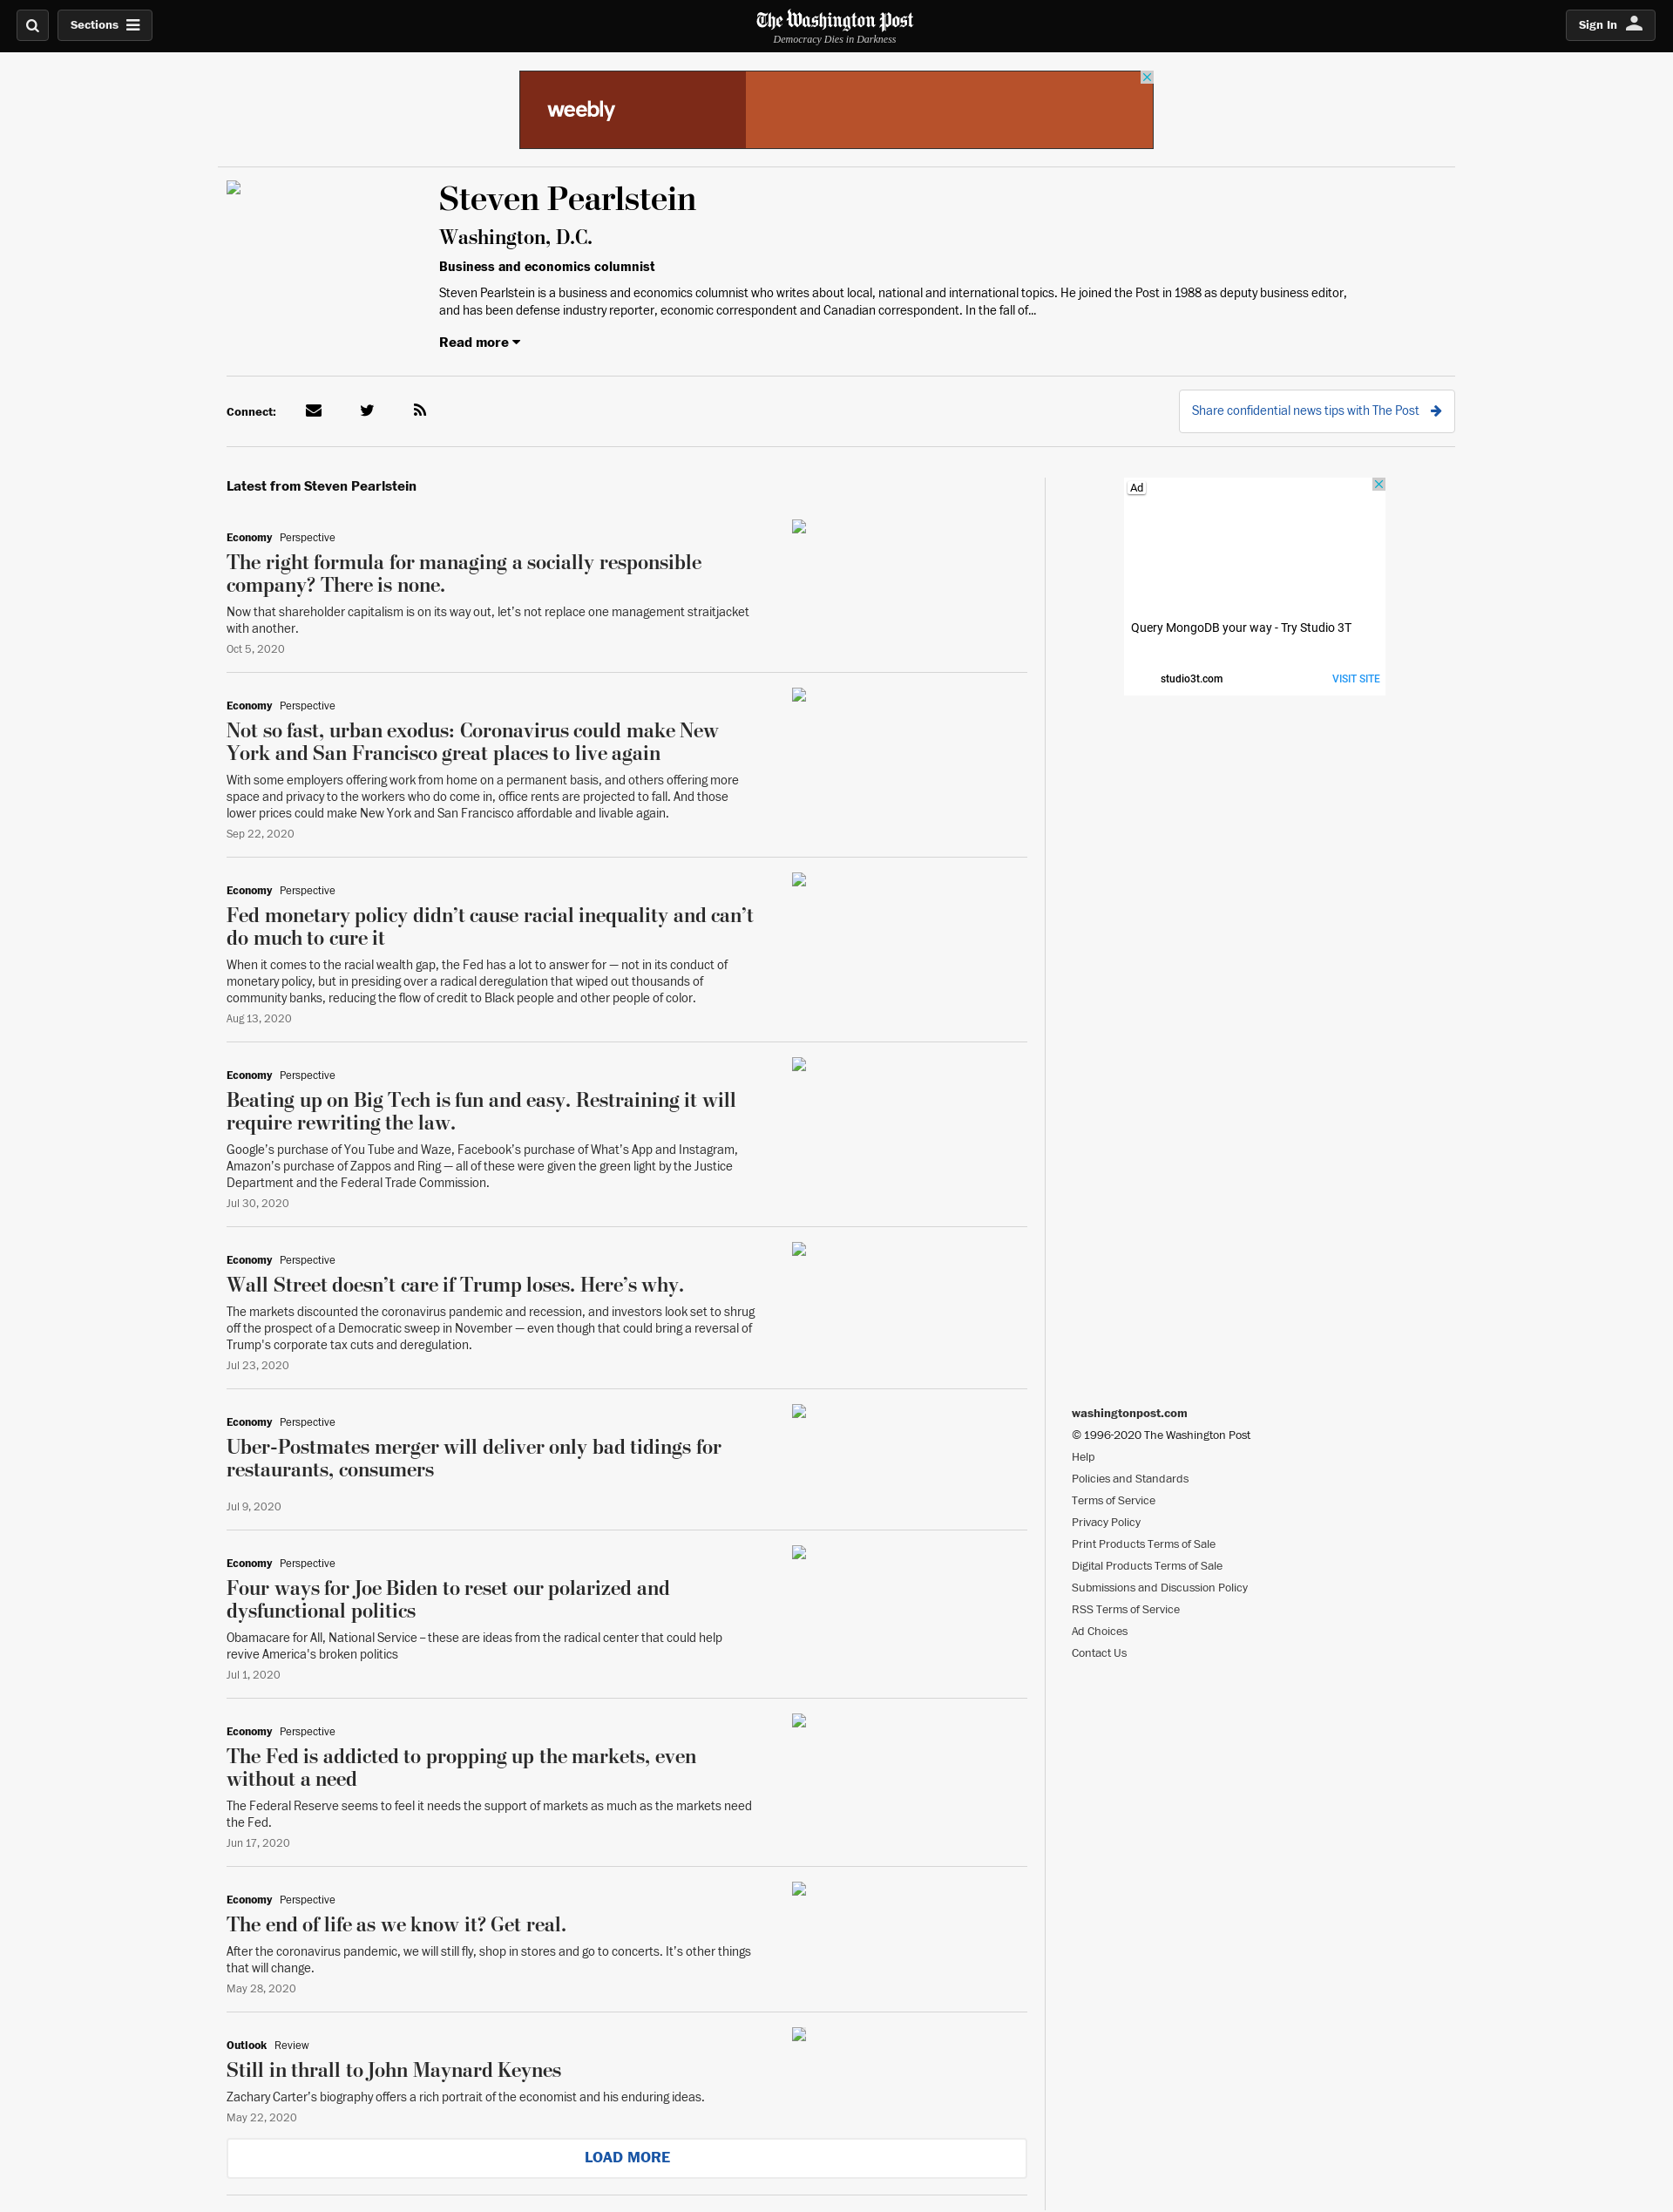 Sections
The Washington Post
Democracy Dies in Darkness
Sign In
weebly
Steven Pearlstein
Washington, D.C.
Business and economics columnist
Steven Pearlstein is a business and economics columnist who writes about local, national and international topics. He joined the Post in 1988 as deputy business editor,
and has been defense industry reporter, economic correspondent and Canadian correspondent. In the fall of...
Read more
Connect:
Share confidential news tips with The Post
Latest from Steven Pearlstein
Economy Perspective
The right formula for managing a socially responsible
company? There is none.
Now that shareholder capitalism is on its way out, let's not replace one management straitjacket
with another.
Oct 5, 2020
Economy Perspective
Not so fast, urban exodus: Coronavirus could make New
York and San Francisco great places to live again
With some employers offering work from home on a permanent basis, and others offering more
space and privacy to the workers who do come in, office rents are projected to fall. And those
lower prices could make New York and San Francisco affordable and livable again.
Sep 22, 2020
Economy Perspective
Fed monetary policy didn’t cause racial inequality and can’t
do much to cure it
When it comes to the racial wealth gap, the Fed has a lot to answer for — not in its conduct of
monetary policy, but in presiding over a radical deregulation that wiped out thousands of
community banks, reducing the flow of credit to Black people and other people of color.
Aug 13, 2020
Economy Perspective
Beating up on Big Tech is fun and easy. Restraining it will
require rewriting the law.
Google’s purchase of You Tube and Waze, Facebook’s purchase of What’s App and Instagram,
Amazon’s purchase of Zappos and Ring — all of these were given the green light by the Justice
Department and the Federal Trade Commission.
Jul 30, 2020
Economy Perspective
Wall Street doesn’t care if Trump loses. Here’s why.
The markets discounted the coronavirus pandemic and recession, and investors look set to shrug
off the prospect of a Democratic sweep in November — even though that could bring a reversal of
Trump's corporate tax cuts and deregulation.
Jul 23, 2020
Economy Perspective
Uber-Postmates merger will deliver only bad tidings for
restaurants, consumers
Jul 9, 2020
Economy Perspective
Four ways for Joe Biden to reset our polarized and
dysfunctional politics
Obamacare for All, National Service – these are ideas from the radical center that could help
revive America's broken politics
Jul 1, 2020
Economy Perspective
The Fed is addicted to propping up the markets, even
without a need
The Federal Reserve seems to feel it needs the support of markets as much as the markets need
the Fed.
Jun 17, 2020
Economy Perspective
The end of life as we know it? Get real.
After the coronavirus pandemic, we will still fly, shop in stores and go to concerts. It’s other things
that will change.
May 28, 2020
Outlook Review
Still in thrall to John Maynard Keynes
Zachary Carter’s biography offers a rich portrait of the economist and his enduring ideas.
May 22, 2020
LOAD MORE
Ad
Query MongoDB your way - Try Studio 3T
studio3t.com
VISIT SITE
washingtonpost.com
© 1996-2020 The Washington Post
Help
Policies and Standards
Terms of Service
Privacy Policy
Print Products Terms of Sale
Digital Products Terms of Sale
Submissions and Discussion Policy
RSS Terms of Service
Ad Choices
Contact Us